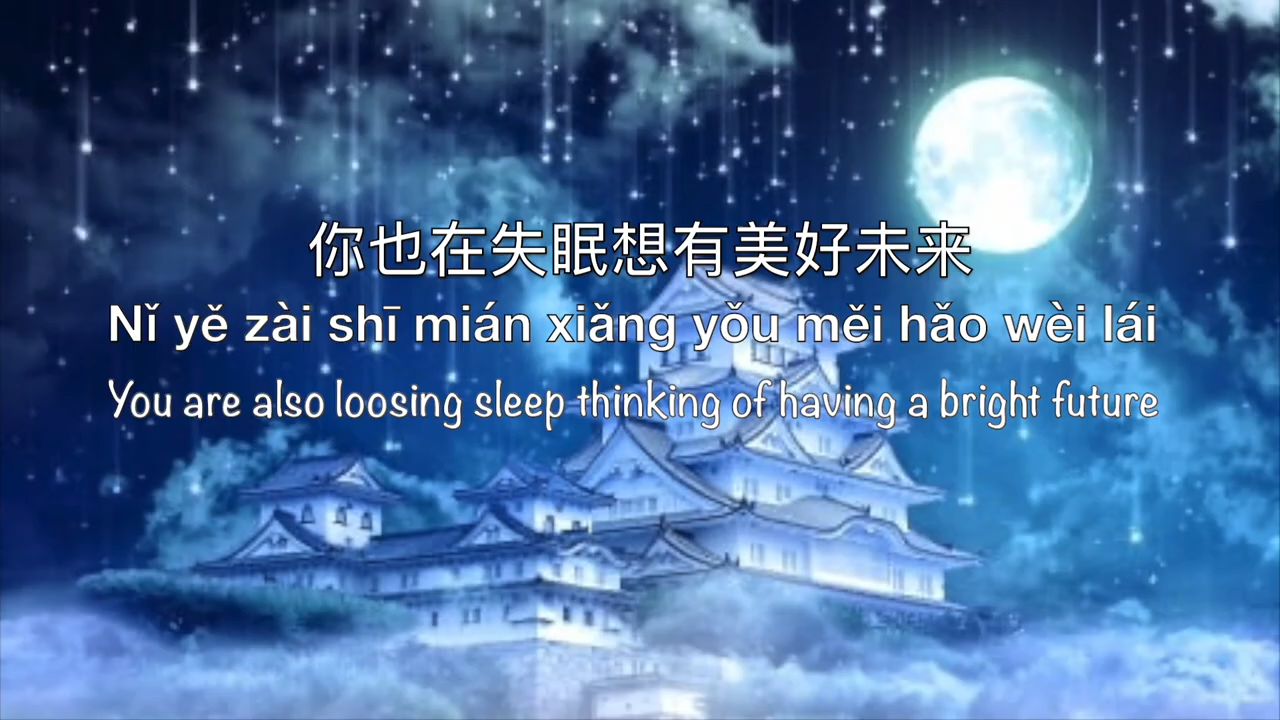 你也在失眠想有美好未来
Nǐ yě zài shī mián xiǎng yǒu měi hǎo wèi lái
You are also loosing sleep thinking of having a bright future